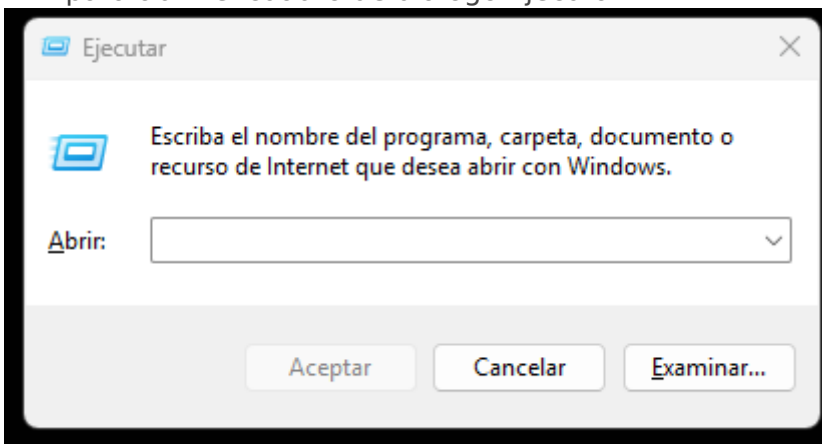 Ejecutar
Escriba el nombre del programa, carpeta, documento o
recurso de Internet que desea abrir con Windows.
Abrir:
Aceptar Cancelar Examinar...